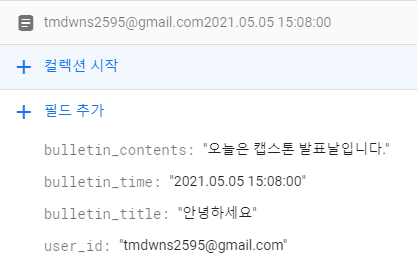 tmdwns2595@gmail.com2021.05.05 15:08:00
컬렉션 시작
필드 추가
bulletin_contents: "오늘은 캡스톤 발표날입니다."
bulletin_time: "2021.05.05 15:08:00"
bulletin_title: "안녕하세요"
user_id: "tmdwns2595@gmail.com"